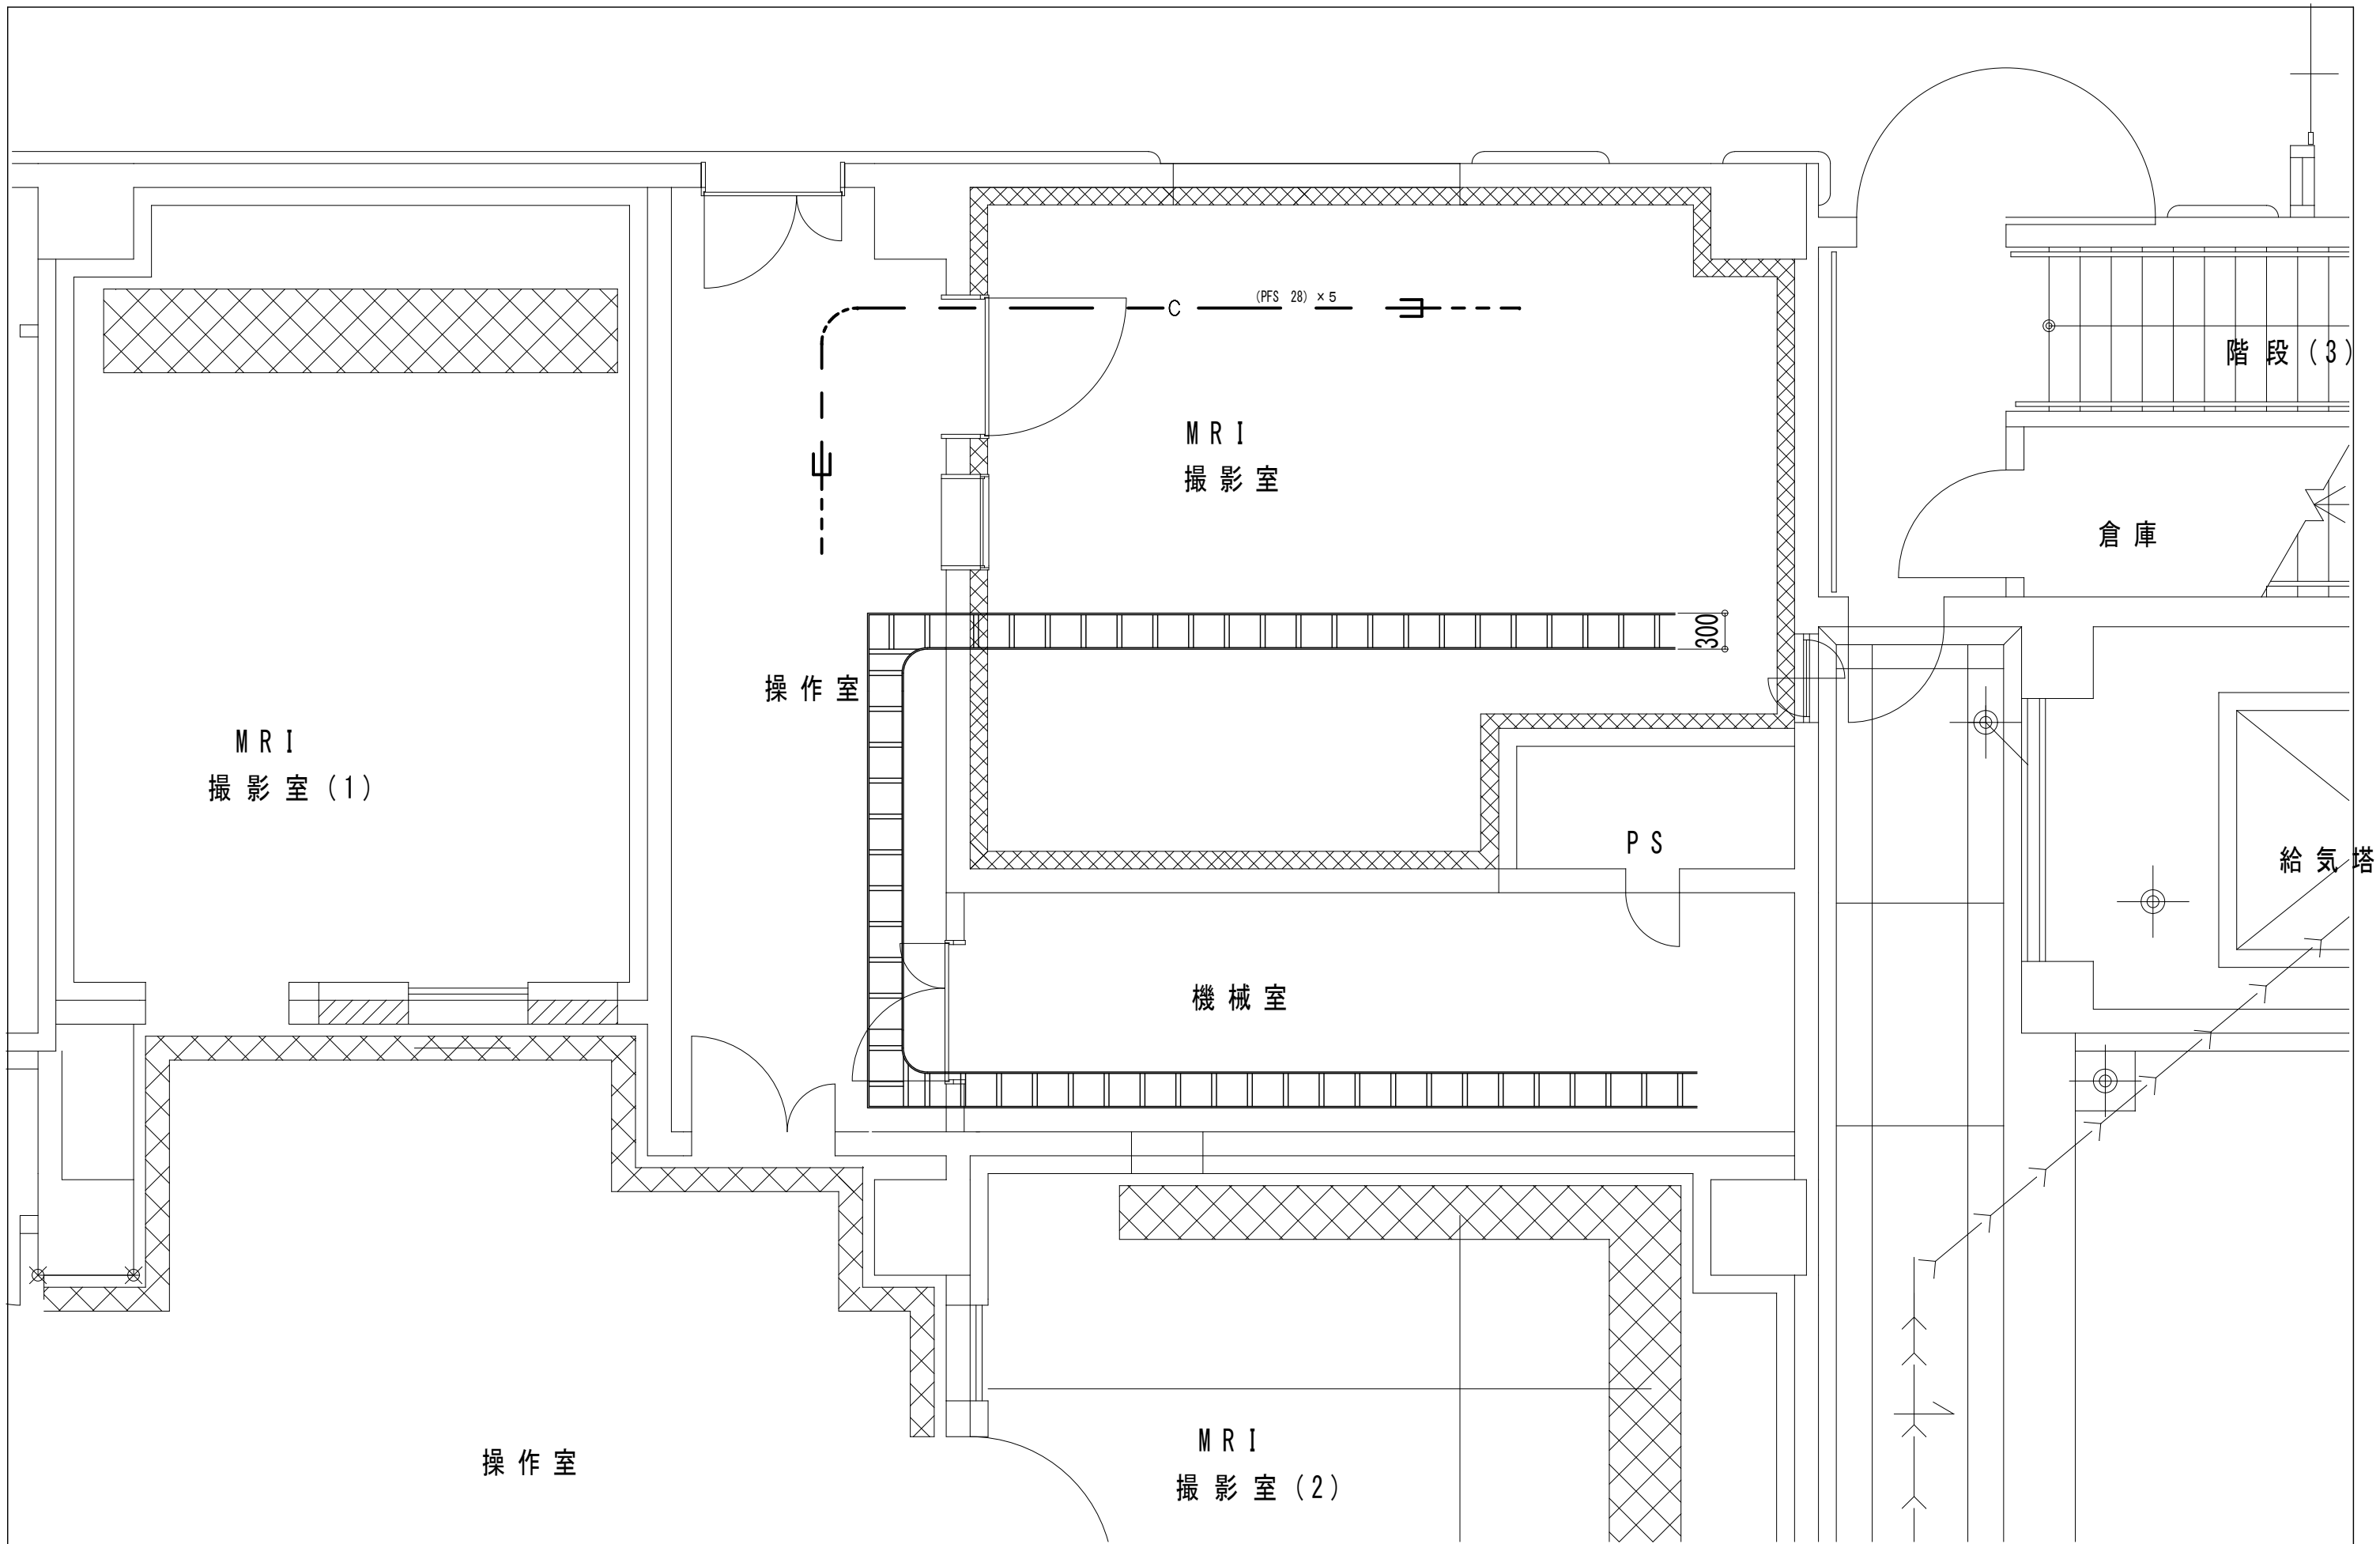 C
(PFS 28) ×5
階段(3)
MRI
撮影室
倉庫
300
操作室
MRI
撮影室(1)
PS
給気塔
機械室
MRI
撮影室(2)
操作室